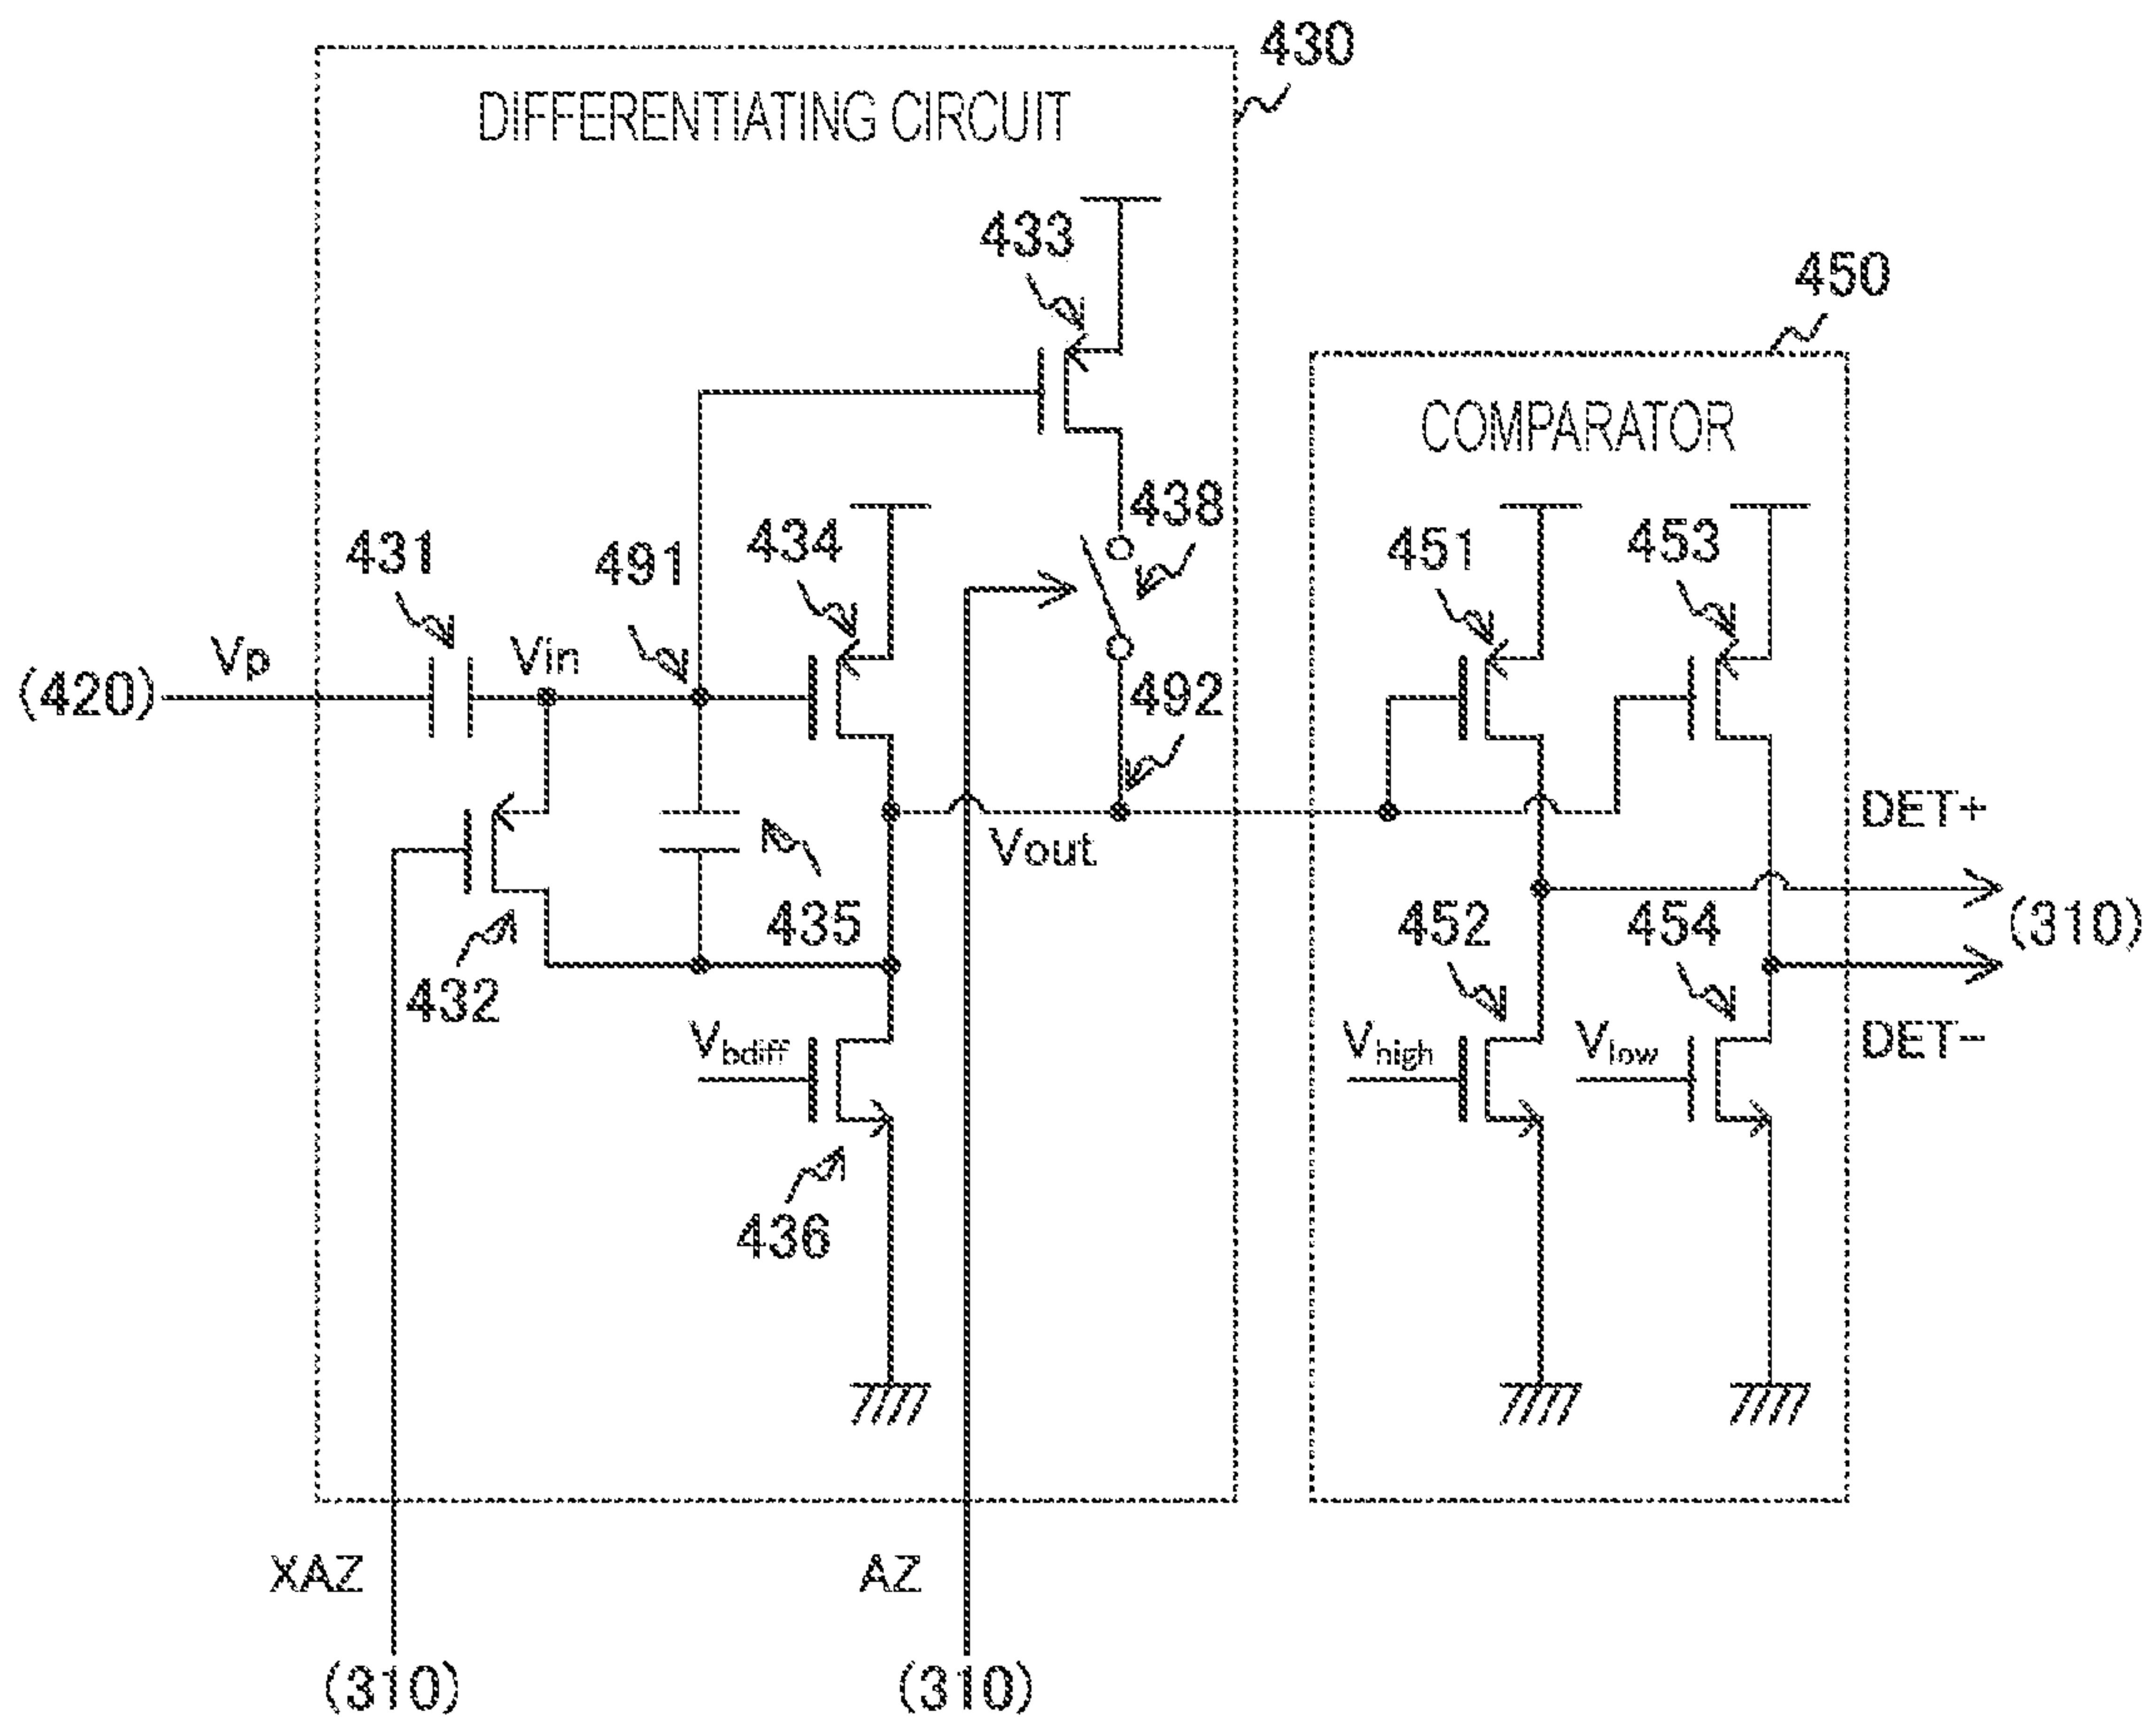 430
DIFFERENTIATING CIRCUIT
433
450
COMPARATOR
438
431
491
434
451
453
Vp
Vin
(420)
492
DET+
Vout
435
452
454
(310)
432
Vbdiff
Vhigh
Vlow
DET-
436
XAZ
AZ
(310)
(310)